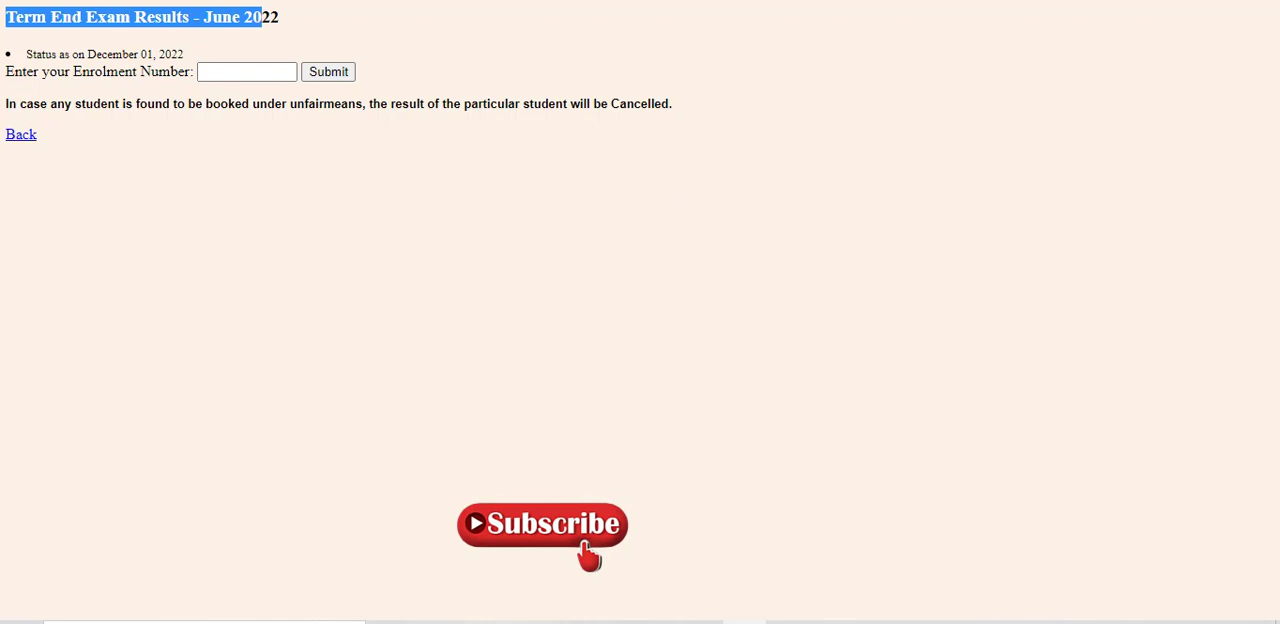 Term End Exam Results - June 2022
Status as on December 01, 2022
Enter your Enrolment Number: Submit
In case any student is found to be booked under unfairmeans, the result of the particular student will be Cancelled.
Back
Subscribe